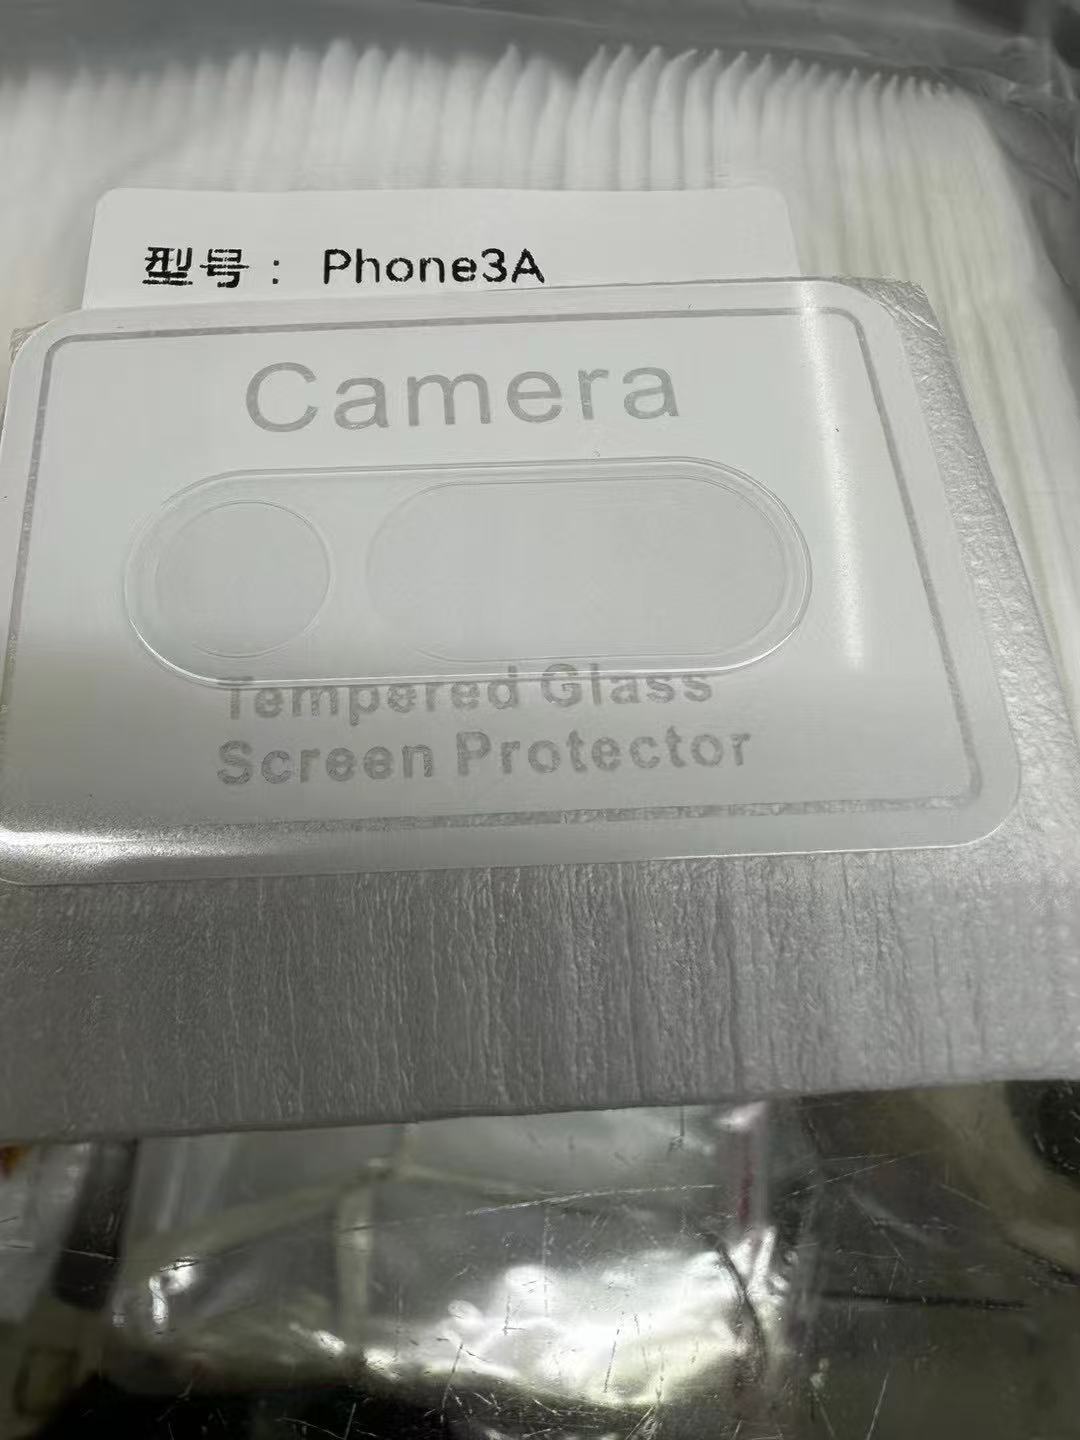 型号：Phone3A
Camera
Tempered Glass
Screen Protector